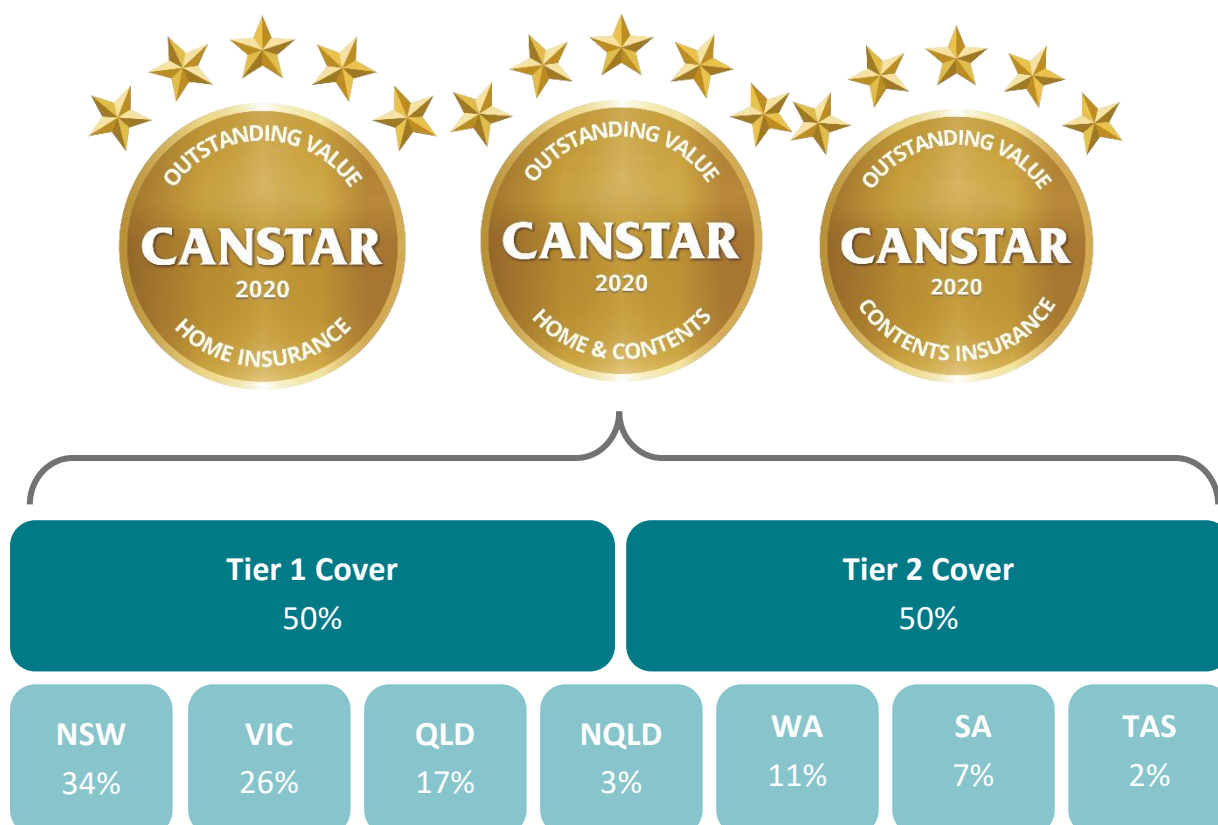 OUTSTANDING VALUE
CANSTAR
2020
HOME INSURANCE
OUTSTANDING VALUE
CANSTAR
2020
HOME & CONTENTS
OUTSTANDING VALUE
CANSTAR
2020
CONTENTS INSURANCE
Tier 1 Cover
50%
Tier 2 Cover
50%
NSW
34%
VIC
26%
QLD
17%
NQLD
3%
WA
11%
SA
7%
TAS
2%